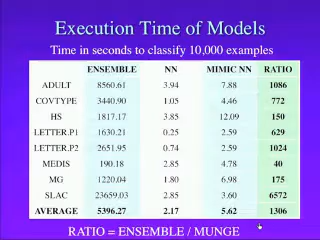 Execution Time of Models
Time in seconds to classify 10,000 examples
ENSEMBLE NN MIMIC NN RATIO
ADULT 8560.61 3.94 7.88 1086
COVTYPE 3440.90 1.05 4.46 772
HS 1817.17 3.85 12.09 150
LETTER.P1 1630.21 0.25 2.59 629
LETTER.P2 2651.95 0.74 2.59 1024
MEDIS 190.18 2.85 4.78 40
MG 1220.04 1.80 6.98 175
SLAC 23659.03 2.85 3.60 6572
AVERAGE 5396.27 2.17 5.62 1306
RATIO = ENSEMBLE / MUNGE